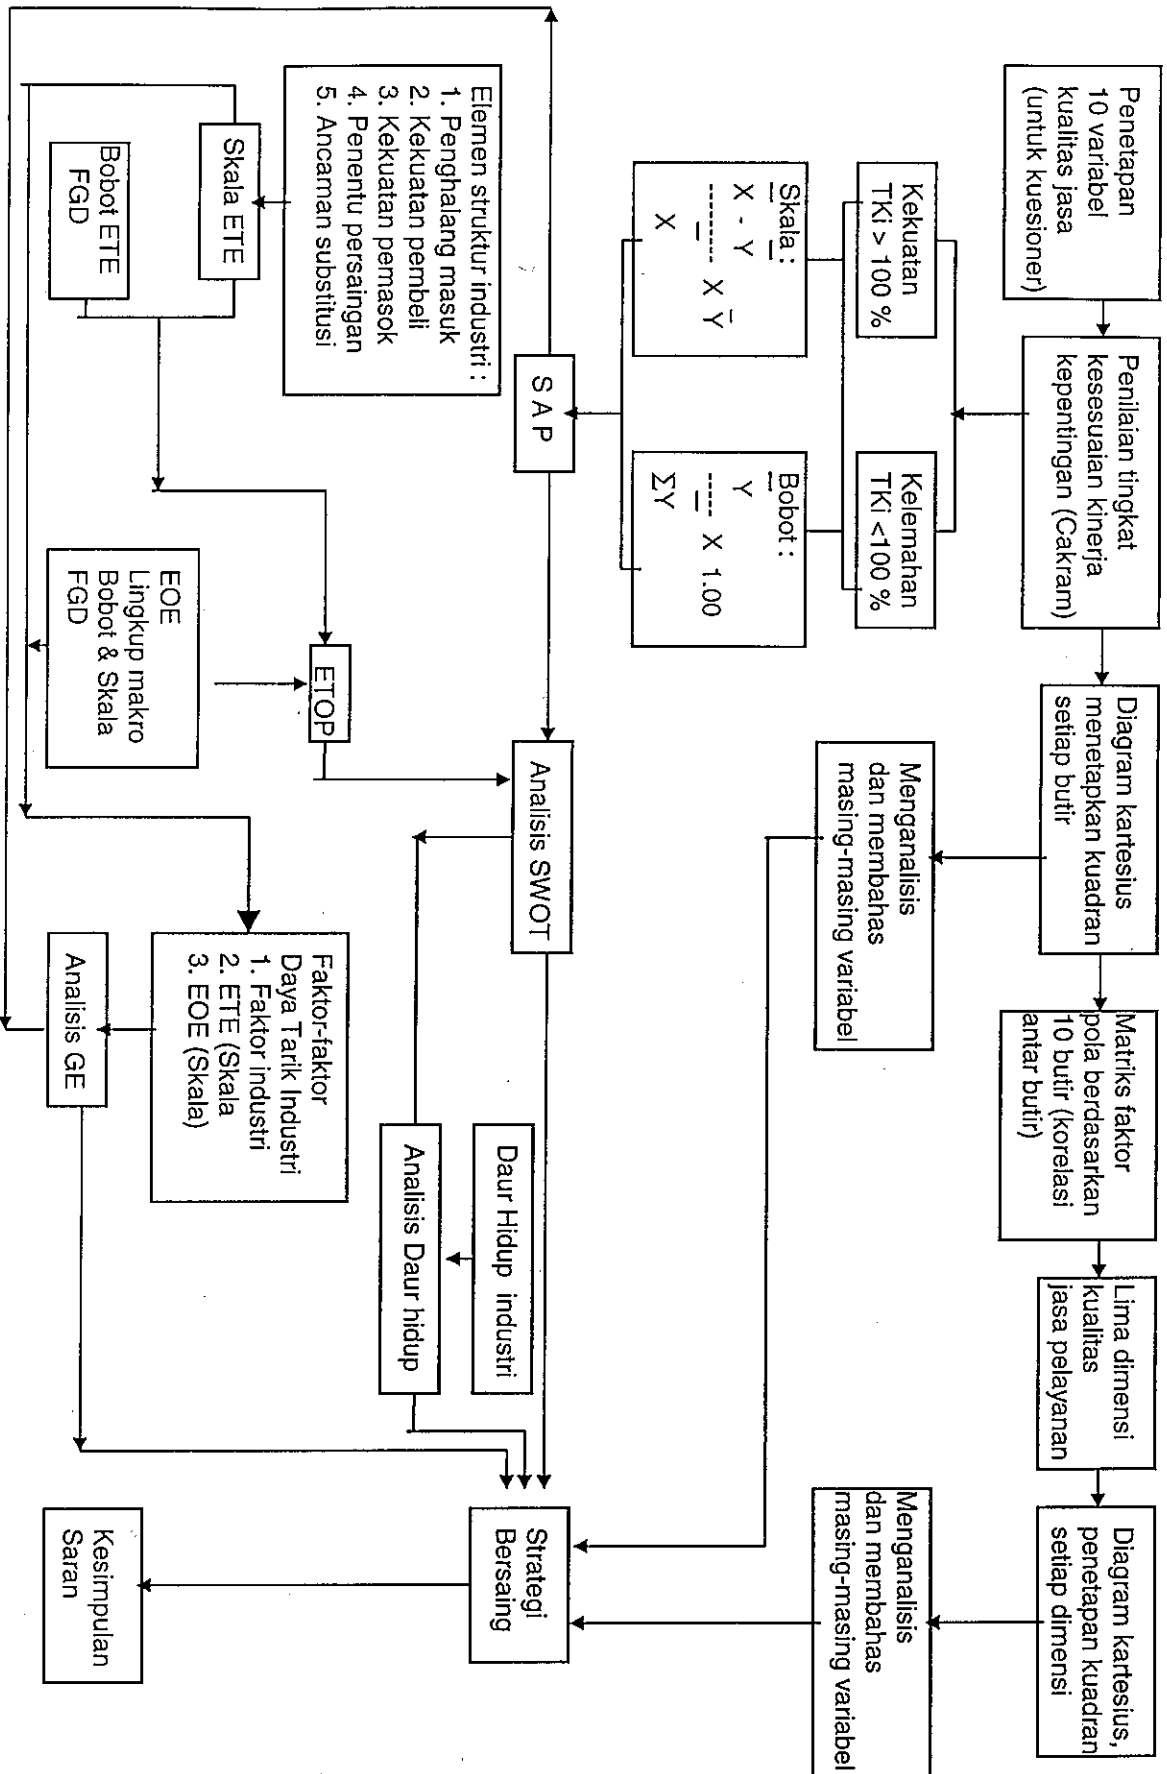 Penetapan
10 variabel
kualitas jasa
(untuk kuesioner)
Penilaian tingkat
kesesuaian kinerja
kepentingan (Cakram)
Diagram kartesius
menetapkan kuadran
setiap butir
Matriks faktor
pola berdasarkan
10 butir (korelasi
antar butir)
Lima dimensi
kualitas
jasa pelayanan
Diagram kartesius,
penetapan kuadran
setiap dimensi
Kekuatan
TKi > 100 %
Kelemahan
TKi <100 %
Menganalisis
dan membahas
masing-masing variabel
Menganalisis
dan membahas
masing-masing variabel
Skala :
X̄ - Ȳ
------- X Ȳ
X̄
Bobot :
Ȳ
----- X 1.00
ΣȲ
S A P
Analisis SWOT
Daur Hidup industri
Analisis Daur hidup
Strategi
Bersaing
Elemen struktur industri :
1. Penghalang masuk
2. Kekuatan pembeli
3. Kekuatan pemasok
4. Penentu persaingan
5. Ancaman substitusi
ETOP
Skala ETE
Bobot ETE
FGD
EOE
Lingkup makro
Bobot & Skala
FGD
Faktor-faktor
Daya Tarik Industri
1. Faktor industri
2. ETE (Skala
3. EOE (Skala)
Analisis GE
Kesimpulan
Saran